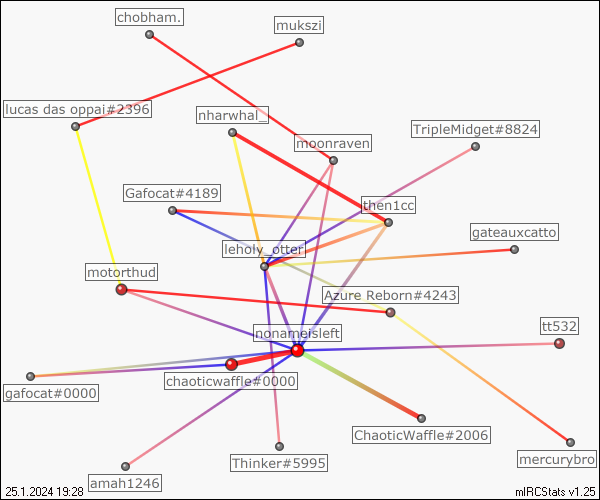 chobham.
mukszi
lucas das oppai#2396
nharwhal_
moonraven
TripleMidget#8824
Gafocat#4189
then1cc
gateauxcatto
leholy_otter
motorthud
Azure Reborn#4243
nonameisleft
tt532
chaoticwaffle#0000
gafocat#0000
ChaoticWaffle#2006
mercurybro
Thinker#5995
amah1246
25.1.2024 19:28
mIRCStats v1.25